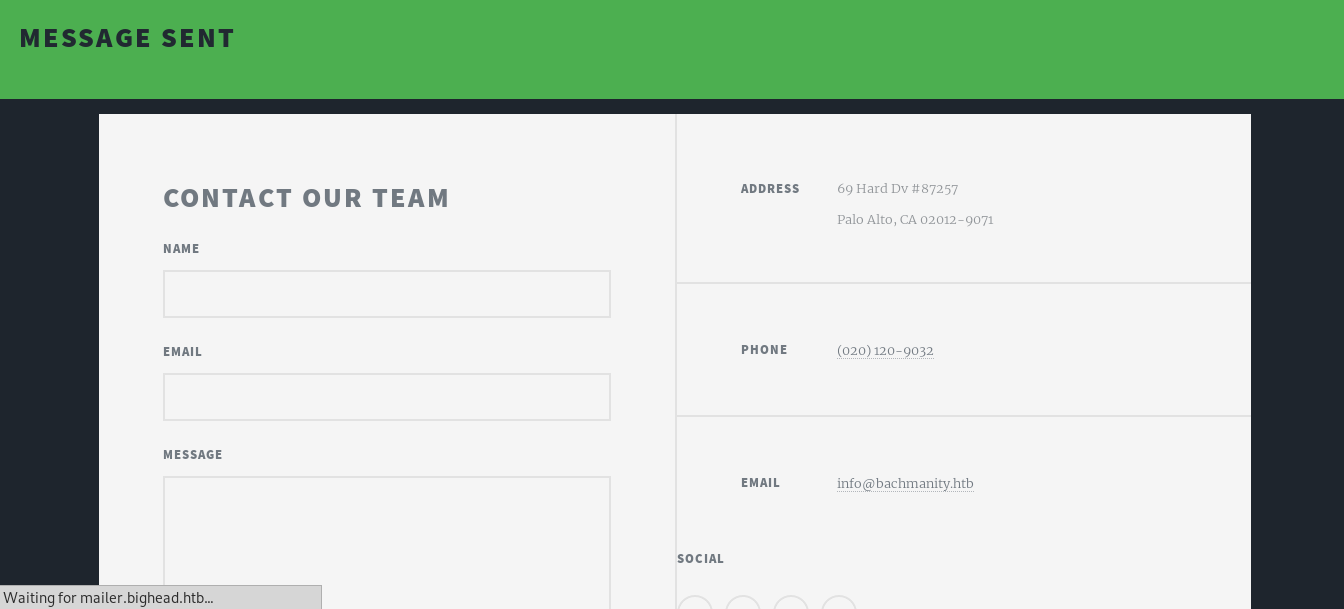 MESSAGE SENT
CONTACT OUR TEAM
NAME
EMAIL
MESSAGE
ADDRESS 69 Hard Dv #87257
Palo Alto, CA 02012-9071
PHONE (020) 120-9032
EMAIL info@bachmanity.htb
SOCIAL
Waiting for mailer.bighead.htb...